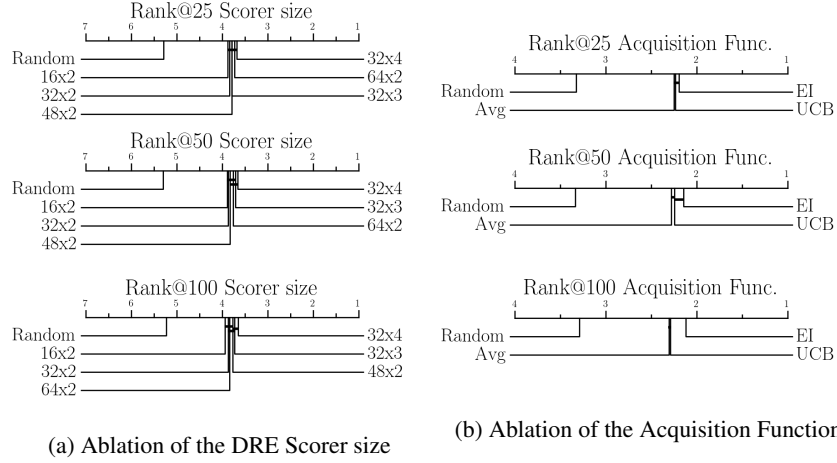 Rank@25 Scorer size
7 6 5 4 3 2 1
Random 32x4
16x2 64x2
32x2 32x3
48x2
Rank@50 Scorer size
7 6 5 4 3 2 1
Random 32x4
16x2 32x3
32x2 64x2
48x2
Rank@100 Scorer size
7 6 5 4 3 2 1
Random 32x4
16x2 32x3
32x2 48x2
64x2
(a) Ablation of the DRE Scorer size
Rank@25 Acquisition Func.
4 3 2 1
Random EI
Avg UCB
Rank@50 Acquisition Func.
4 3 2 1
Random EI
Avg UCB
Rank@100 Acquisition Func.
4 3 2 1
Random EI
Avg UCB
(b) Ablation of the Acquisition Function